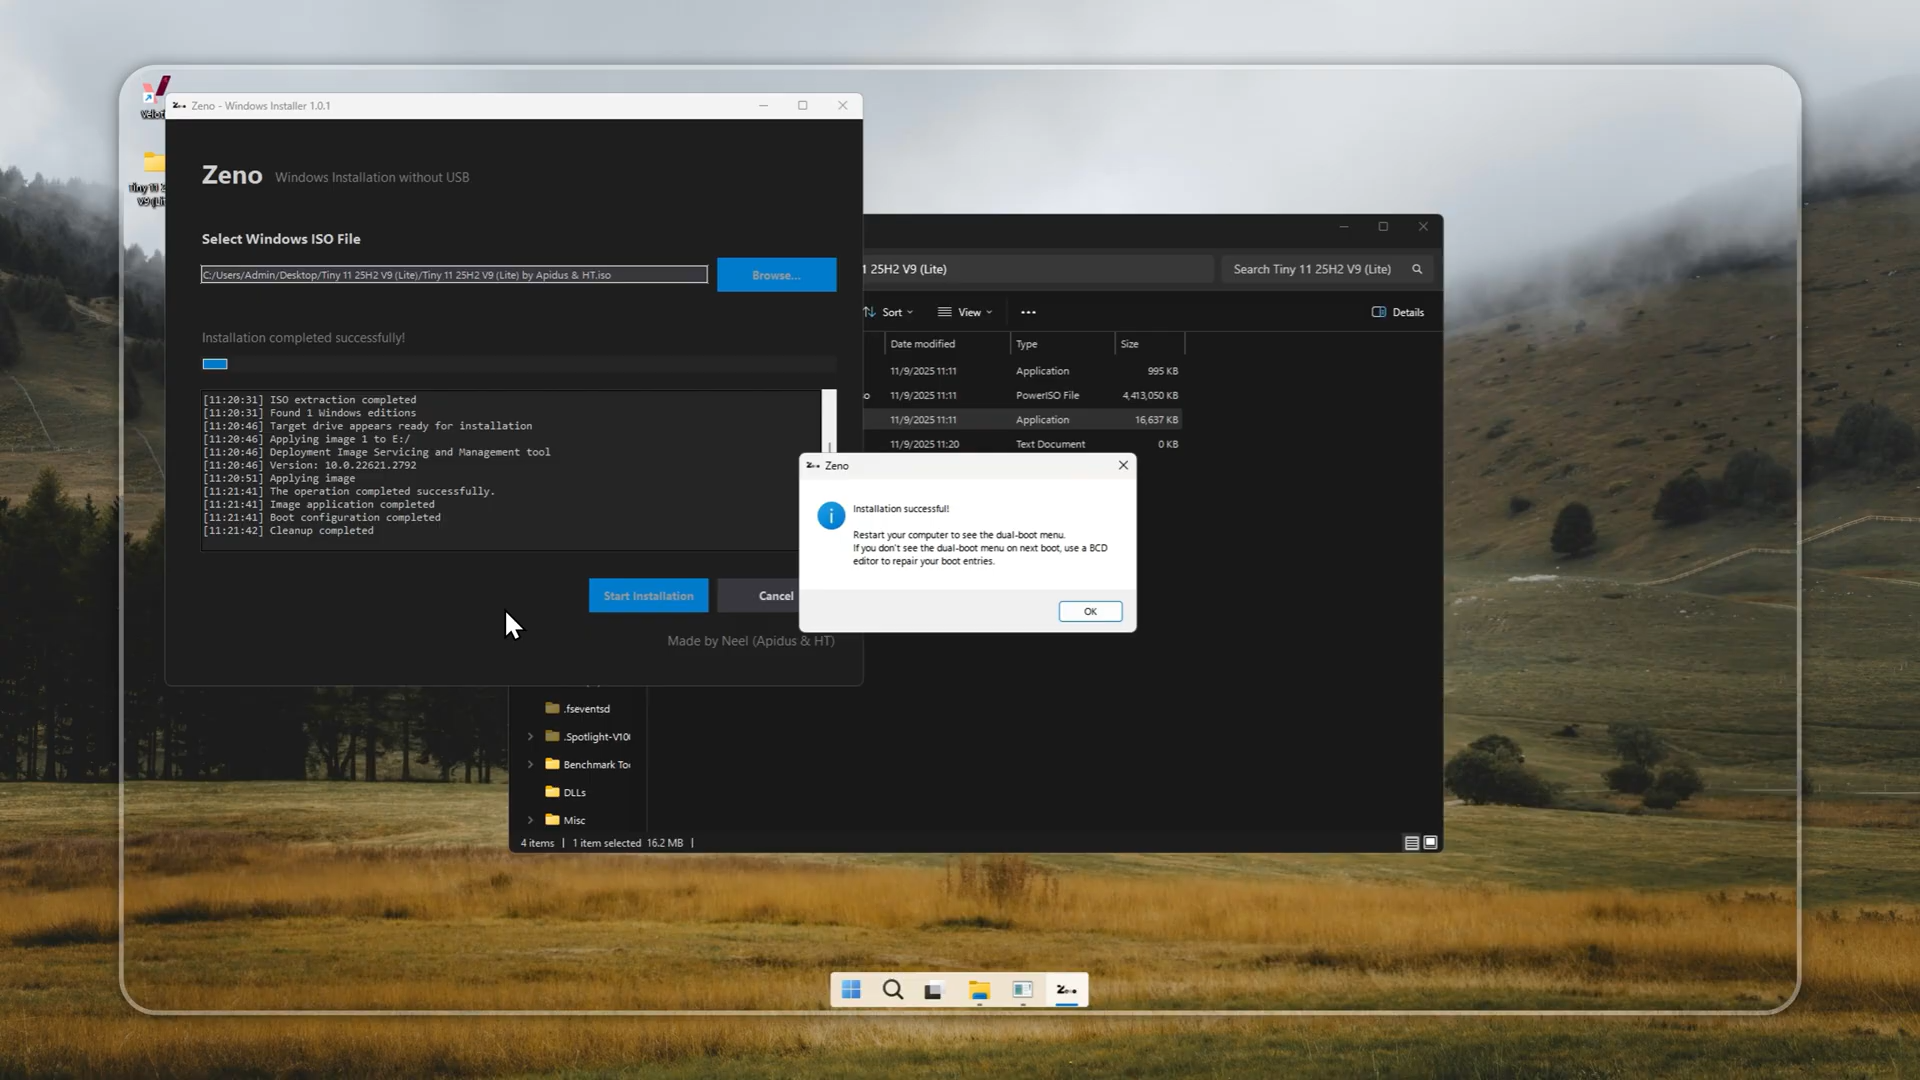 Zeno - Windows Installer 1.0.1
Zeno Windows Installation without USB
Select Windows ISO File
C:/Users/Admin/Desktop/Tiny 11 25H2 V9 (Lite)/Tiny 11 25H2 V9 (Lite) by Apidus & HT.iso
Browse...
Installation completed successfully!
[11:20:31] ISO extraction completed
[11:20:31] Found 1 Windows editions
[11:20:46] Target drive appears ready for installation
[11:20:46] Applying image 1 to E:/
[11:20:46] Deployment Image Servicing and Management tool
[11:20:46] Version: 10.0.22621.2792
[11:20:51] Applying image
[11:21:41] The operation completed successfully.
[11:21:41] Image application completed
[11:21:41] Boot configuration completed
[11:21:42] Cleanup completed
Start Installation
Cancel
Made by Neel (Apidus & HT)
1 25H2 V9 (Lite)
Search Tiny 11 25H2 V9 (Lite)
Sort
View
Details
Date modified Type Size
11/9/2025 11:11 Application 995 KB
11/9/2025 11:11 PowerISO File 4,413,050 KB
11/9/2025 11:11 Application 16,637 KB
11/9/2025 11:20 Text Document 0 KB
Zeno
Installation successful!
Restart your computer to see the dual-boot menu.
If you don't see the dual-boot menu on next boot, use a BCD
editor to repair your boot entries.
OK
.fseventsd
.Spotlight-V10
Benchmark Too
DLLs
Misc
4 items
1 item selected 16.2 MB